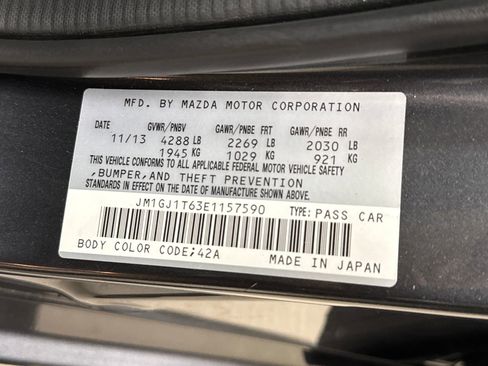 MFD. BY MAZDA MOTOR CORPORATION
DATE GVWR/PNBV GAWR/PNBE FRT GAWR/PNBE RR
11/13 4288 LB 2269 LB 2030 LB
1945 KG 1029 KG 921 KG
THIS VEHICLE CONFORMS TO ALL APPLICABLE FEDERAL MOTOR VEHICLE SAFETY
,BUMPER,AND THEFT PREVENTION
STANDARDS IN EFFECT ON THE DATE OF MANUFACTURE SHOWN ABOVE.
JM1GJ1T63E1157590 TYPE: PASS CAR
BODY COLOR CODE;42A
MADE IN JAPAN